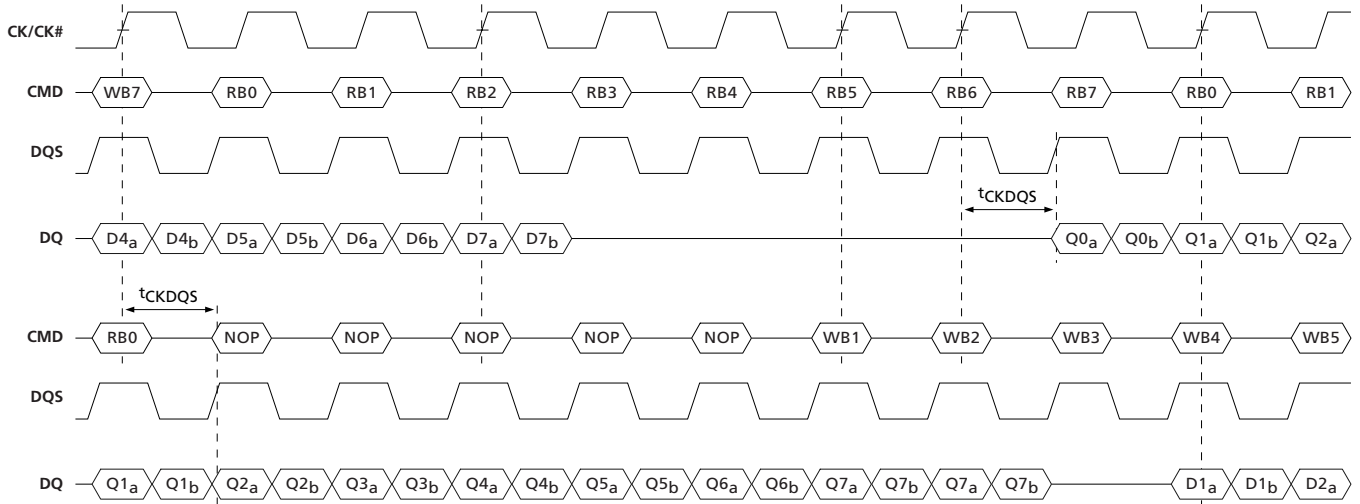 CK/CK#
CMD WB7 RB0 RB1 RB2 RB3 RB4 RB5 RB6 RB7 RB0 RB1
DQS
tCKDQS
DQ D4a D4b D5a D5b D6a D6b D7a D7b Q0a Q0b Q1a Q1b Q2a
tCKDQS
CMD RB0 NOP NOP NOP NOP NOP WB1 WB2 WB3 WB4 WB5
DQS
DQ Q1a Q1b Q2a Q2b Q3a Q3b Q4a Q4b Q5a Q5b Q6a Q6b Q7a Q7b Q7a Q7b D1a D1b D2a